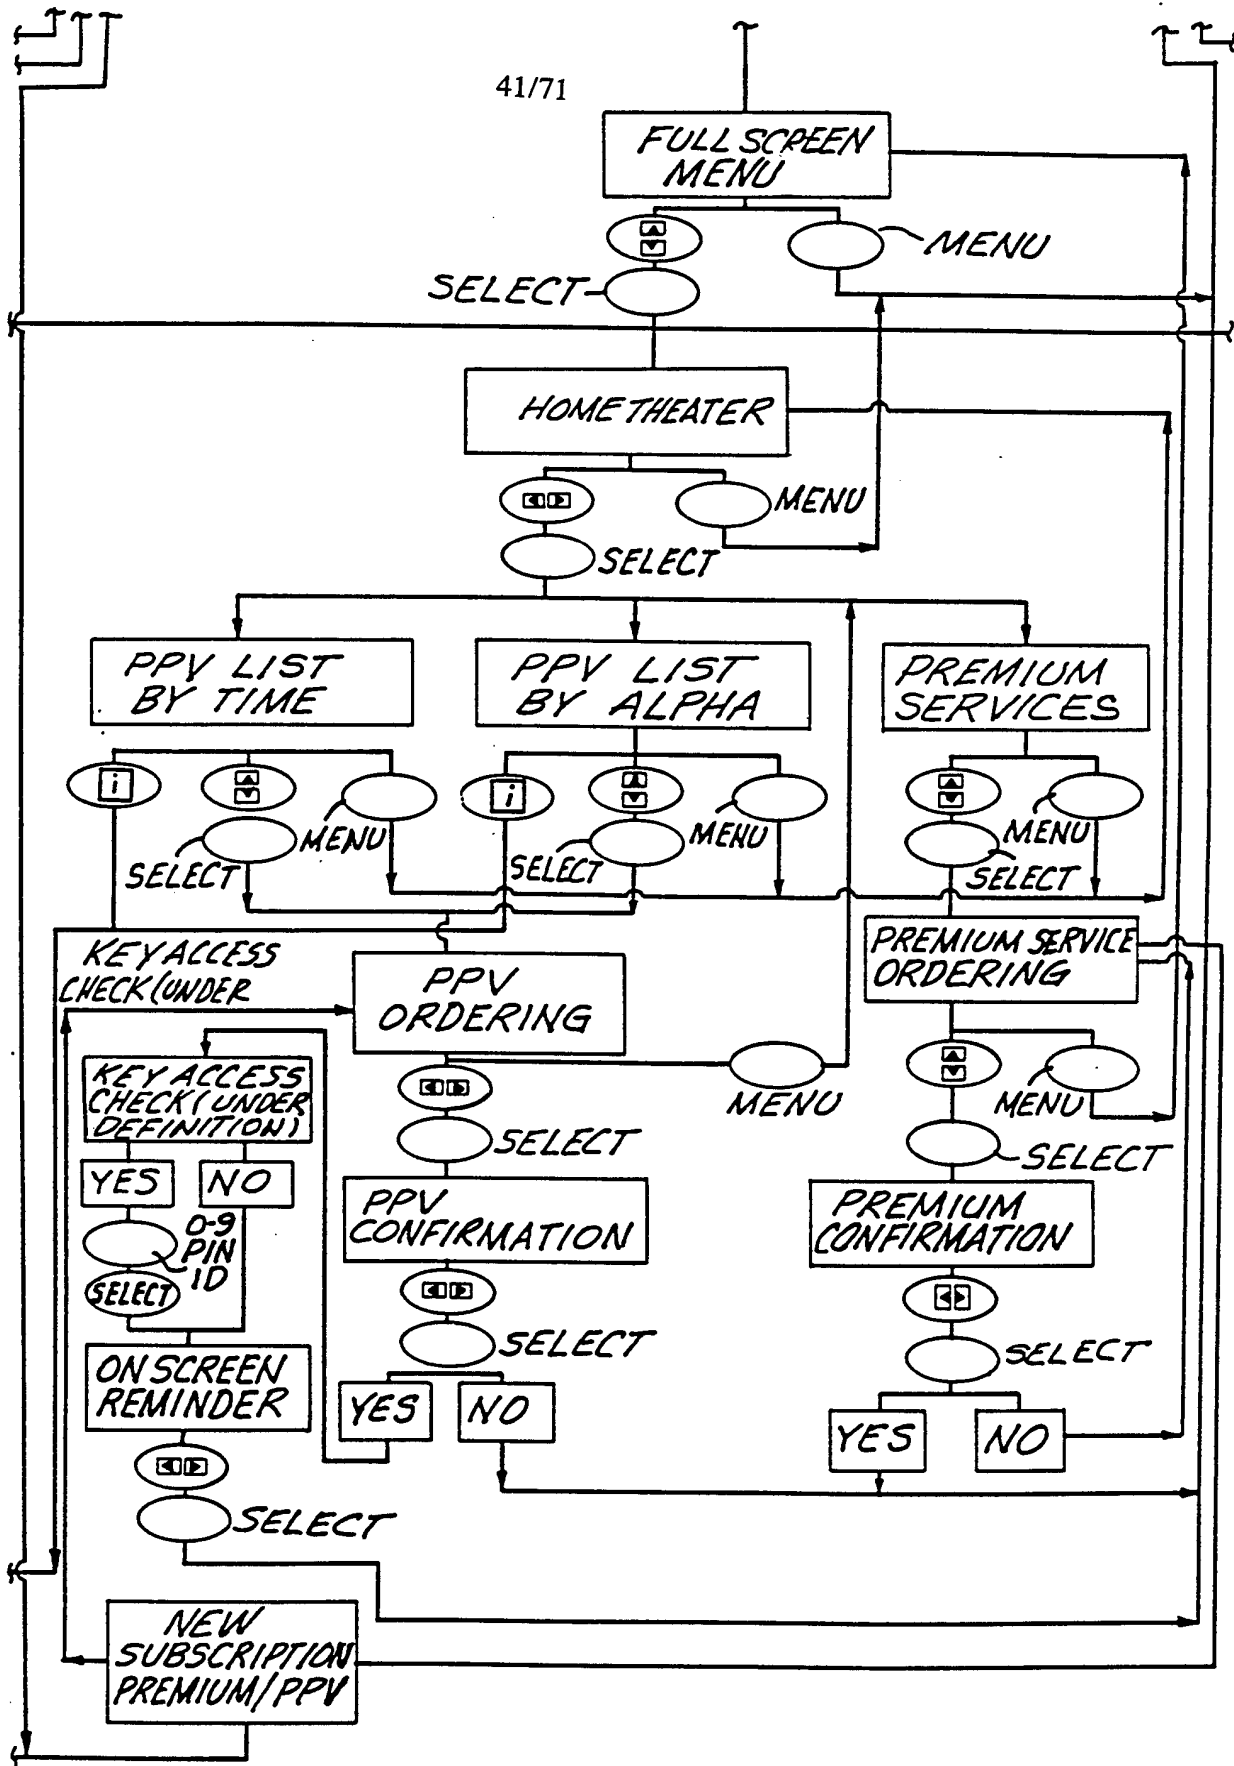 41/71
FULL SCREEN
MENU
MENU
SELECT
HOME THEATER
MENU
SELECT
PPV LIST
BY TIME
PPV LIST
BY ALPHA
PREMIUM
SERVICES
i
MENU
SELECT
i
MENU
SELECT
MENU
SELECT
KEY ACCESS
CHECK (UNDER
PPV
ORDERING
PREMIUM SERVICE
ORDERING
KEY ACCESS
CHECK (UNDER
DEFINITION)
MENU
MENU
SELECT
SELECT
YES
NO
PPV
CONFIRMATION
PREMIUM
CONFIRMATION
0-9
PIN
ID
SELECT
SELECT
SELECT
ON SCREEN
REMINDER
YES
NO
YES
NO
SELECT
NEW
SUBSCRIPTION
PREMIUM/PPV